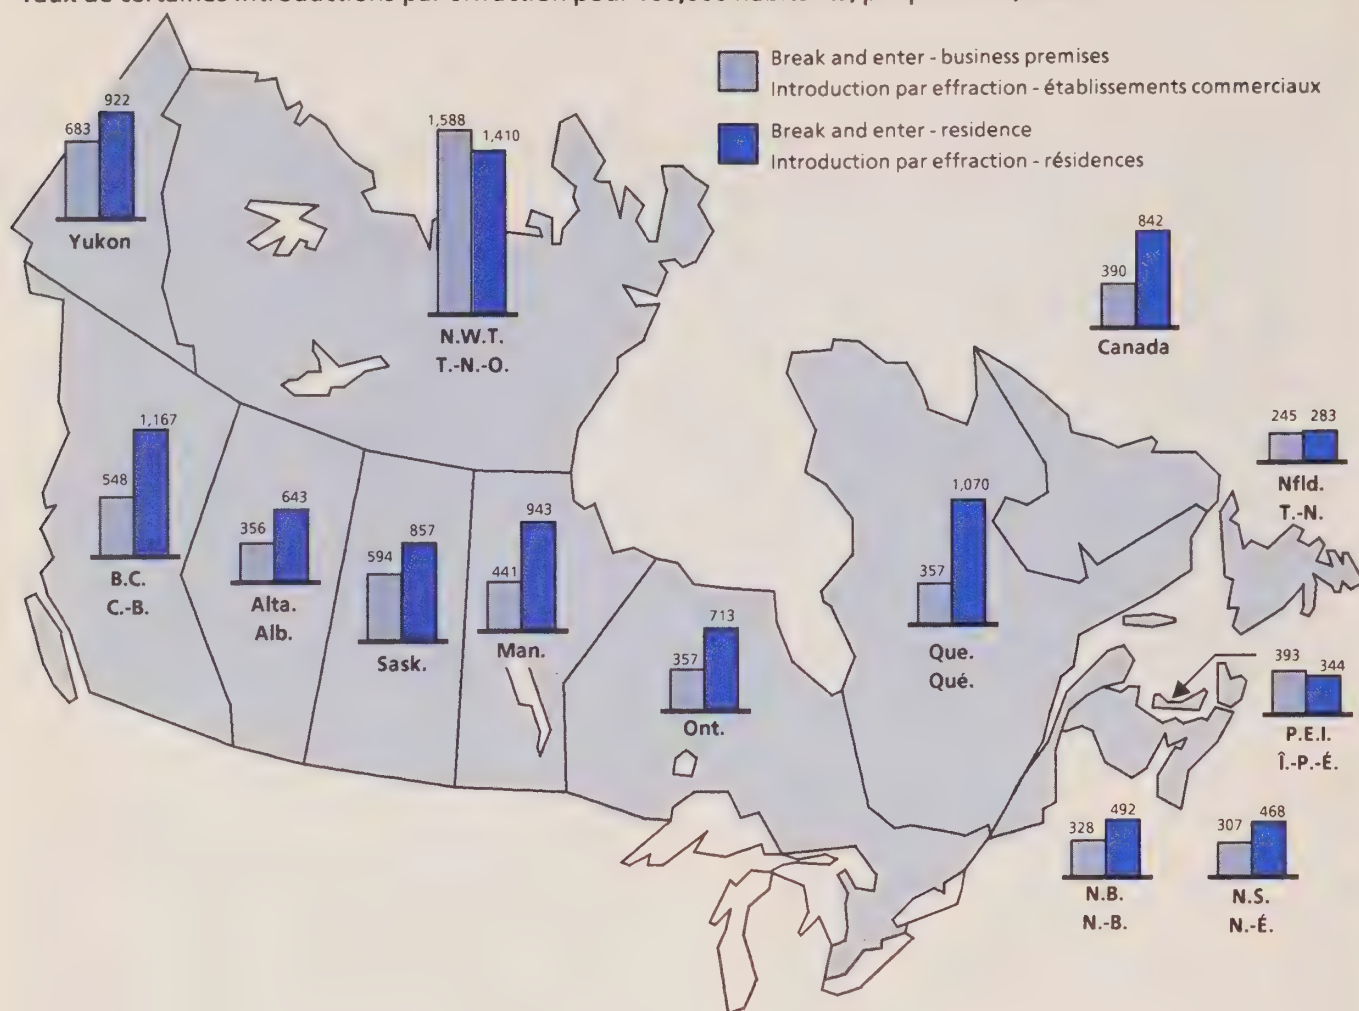 Break and enter - business premises
Introduction par effraction - établissements commerciaux
Break and enter - residence
Introduction par effraction - résidences
683 922
Yukon
1,588 1,410
N.W.T.
T.-N.-O.
390 842
Canada
548 1,167
B.C.
C.-B.
356 643
Alta.
Alb.
594 857
Sask.
441 943
Man.
357 713
Ont.
357 1,070
Que.
Qué.
245 283
Nfld.
T.-N.
393 344
P.E.I.
Î.-P.-É.
328 492
N.B.
N.-B.
307 468
N.S.
N.-É.